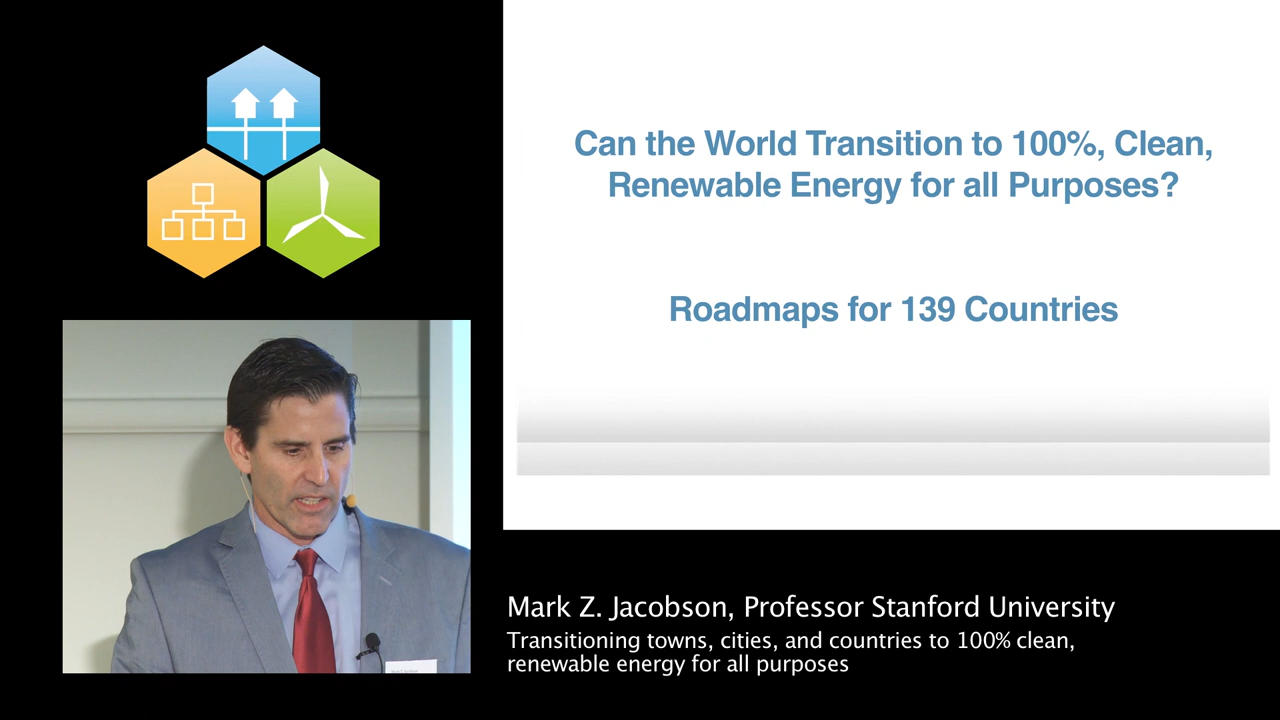 Can the World Transition to 100%, Clean,
Renewable Energy for all Purposes?
Roadmaps for 139 Countries
Mark Z. Jacobson, Professor Stanford University
Transitioning towns, cities, and countries to 100% clean,
renewable energy for all purposes